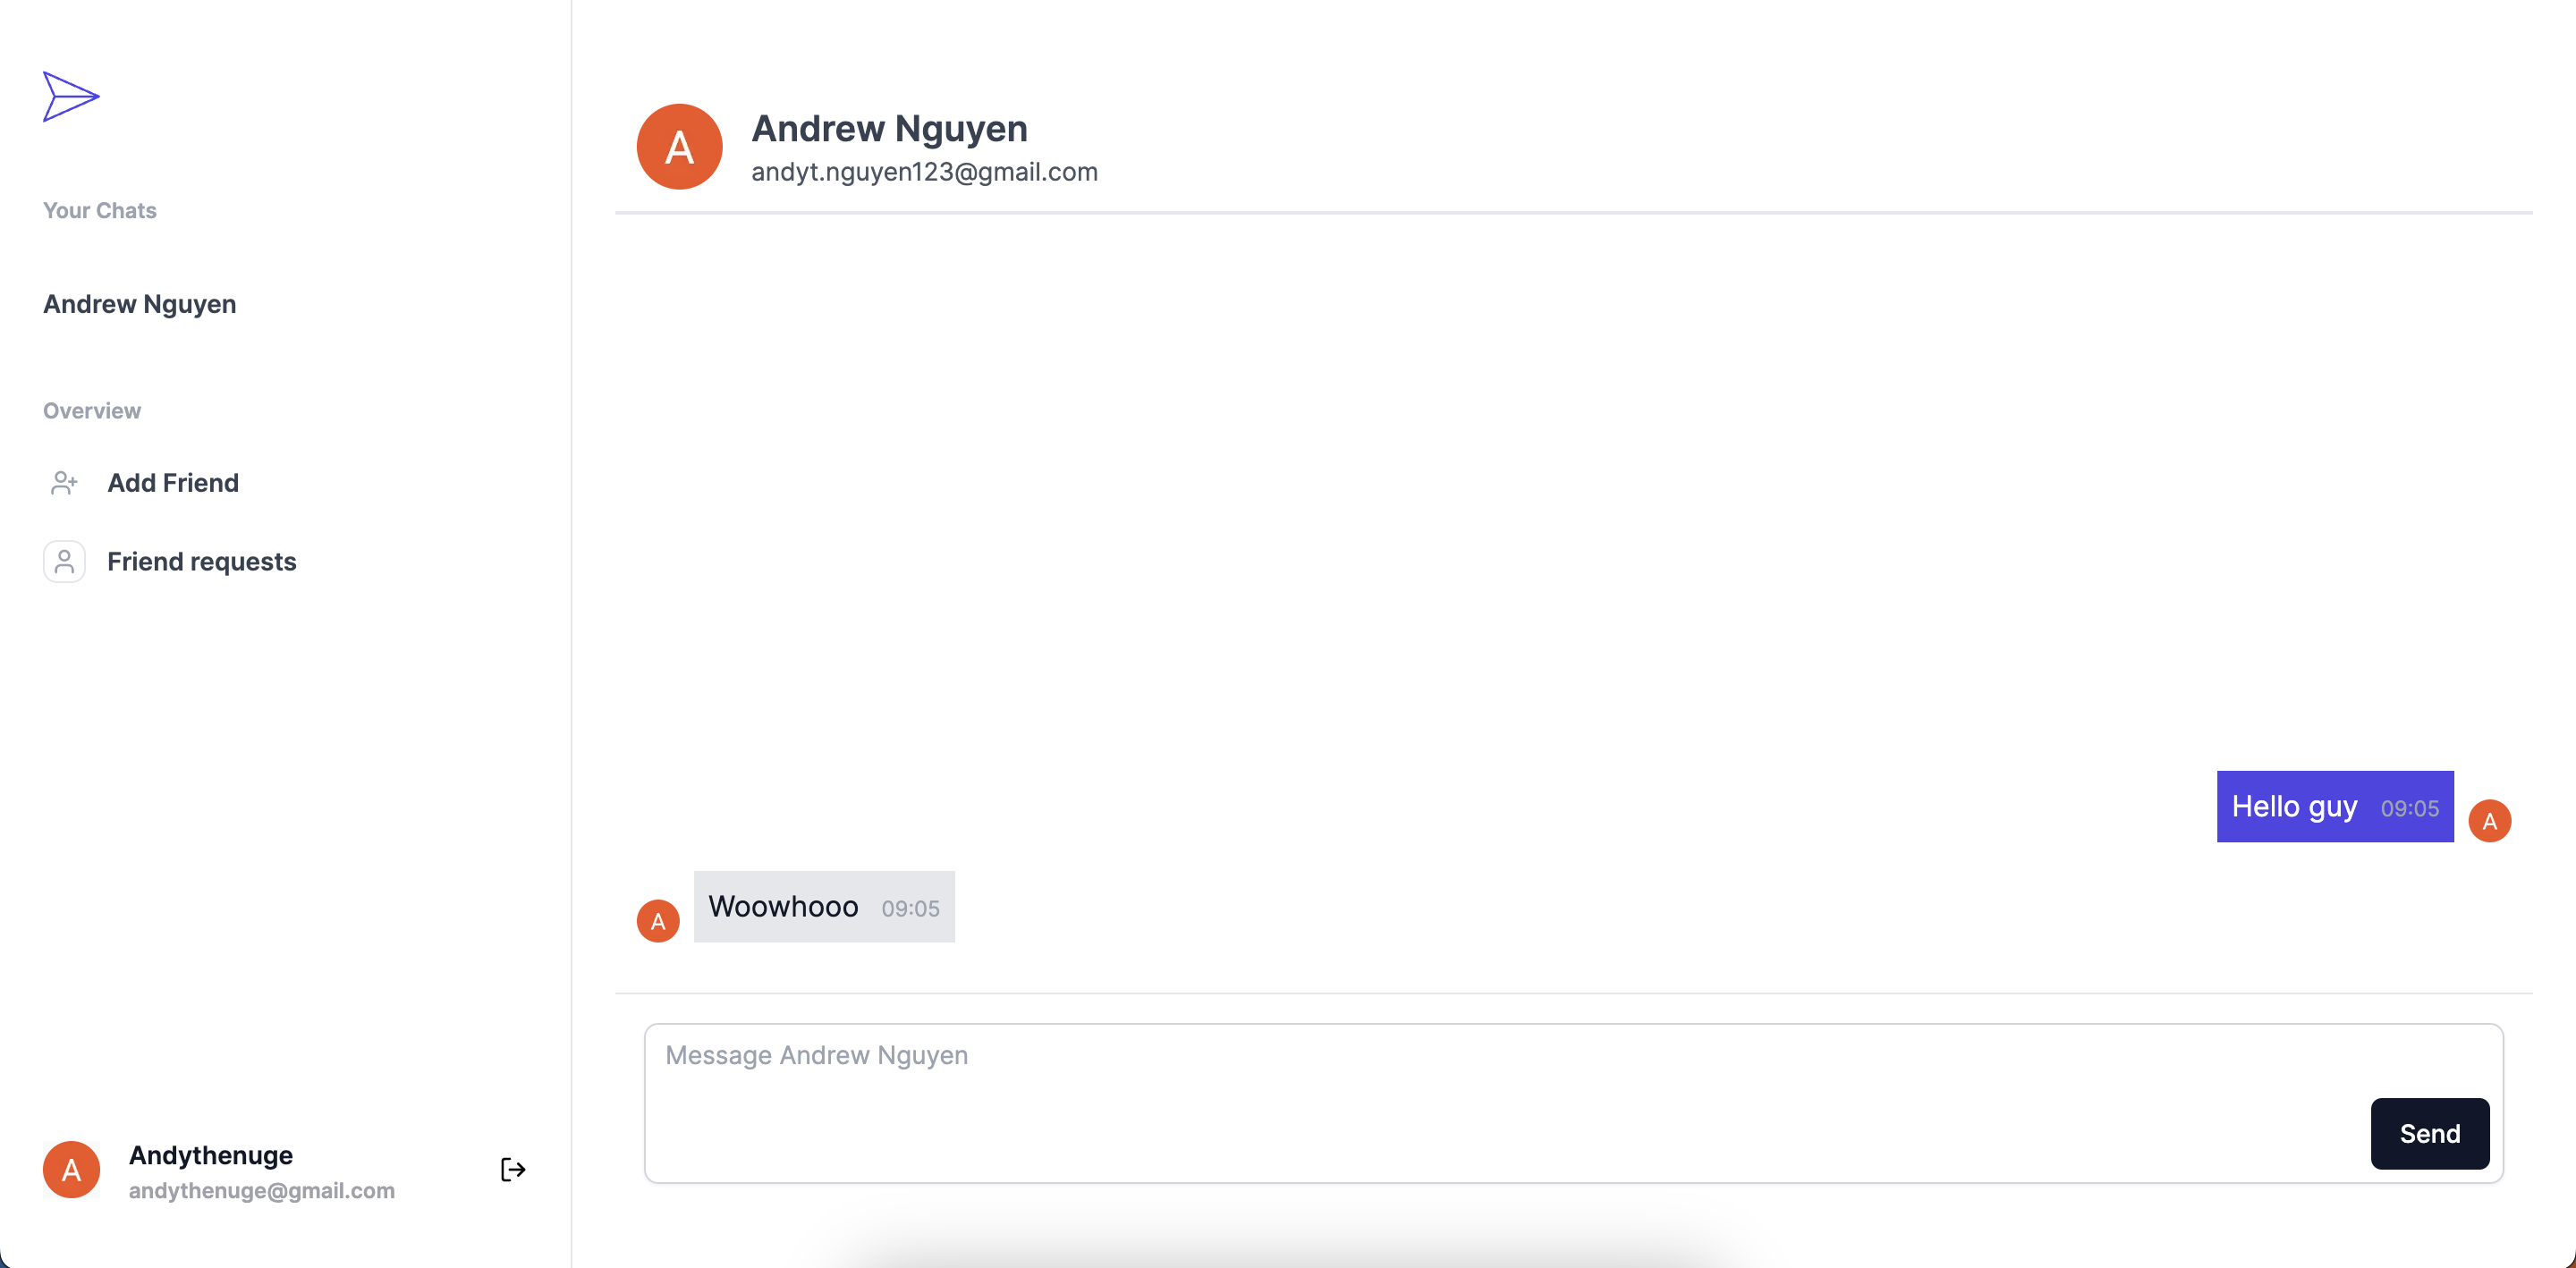 Your Chats
Andrew Nguyen
Overview
Add Friend
Friend requests
A
Andythenuge
andythenuge@gmail.com
A
Andrew Nguyen
andyt.nguyen123@gmail.com
Hello guy 09:05
A
A
Woowhooo 09:05
Message Andrew Nguyen
Send